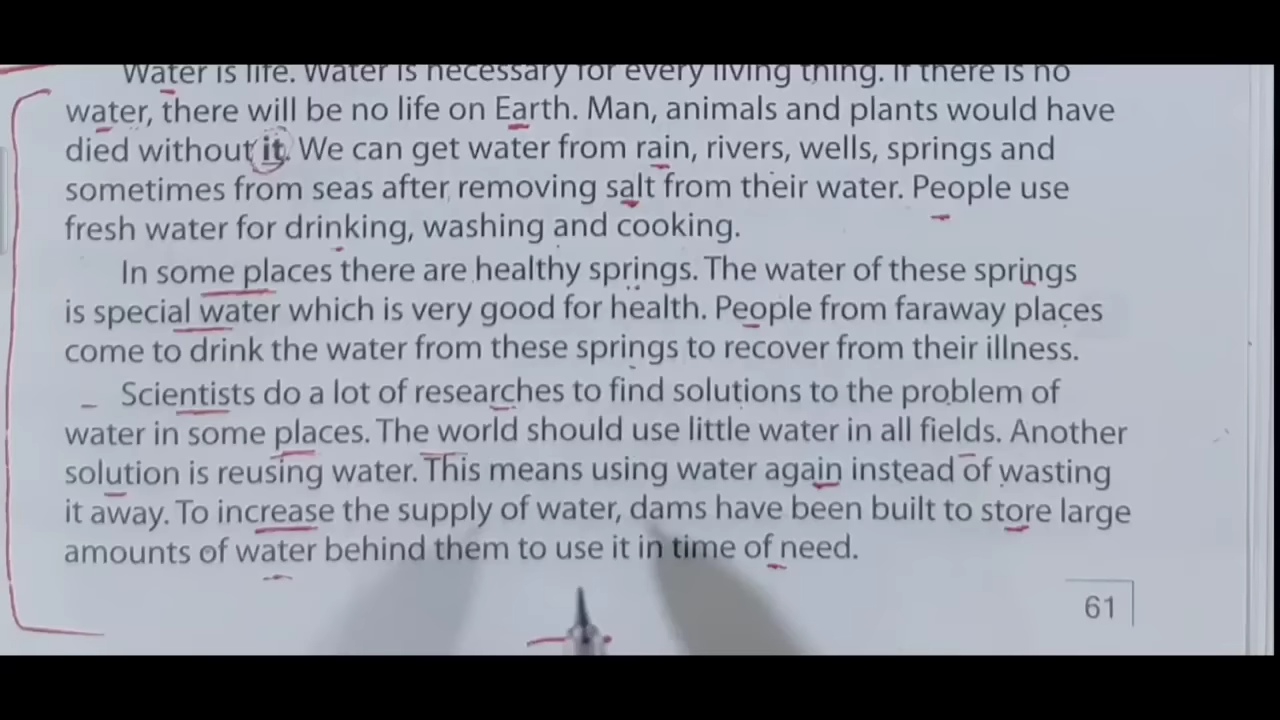 Water is life. Water is necessary for every living thing. If there is no
water, there will be no life on Earth. Man, animals and plants would have
died without it. We can get water from rain, rivers, wells, springs and
sometimes from seas after removing salt from their water. People use
fresh water for drinking, washing and cooking.
In some places there are healthy springs. The water of these springs
is special water which is very good for health. People from faraway places
come to drink the water from these springs to recover from their illness.
Scientists do a lot of researches to find solutions to the problem of
water in some places. The world should use little water in all fields. Another
solution is reusing water. This means using water again instead of wasting
it away. To increase the supply of water, dams have been built to store large
amounts of water behind them to use it in time of need.
61